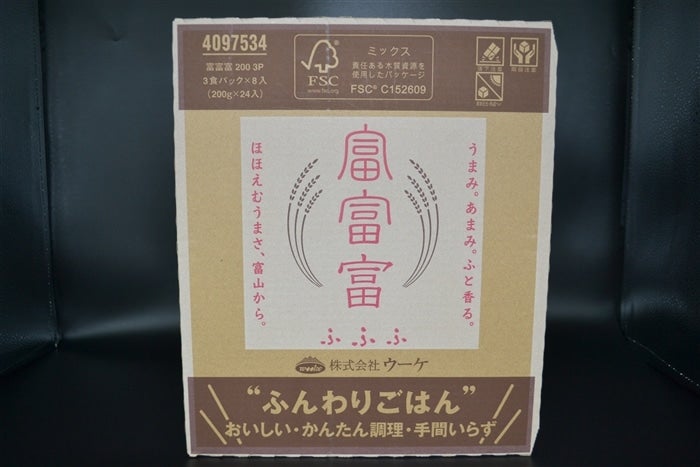 4097534
富富富 200 3P
3食パック×8入
(200g×24入)
FSC
www.fsc.org
ミックス
責任ある木質資源を
使用したパッケージ
FSC® C152609
うまみ。あまみ。ふと香る。
富富富
ふふふ
ほほえむうまさ、富山から。
wooke
株式会社 ウーケ
“ふんわりごはん”
おいしい・かんたん調理・手間いらず